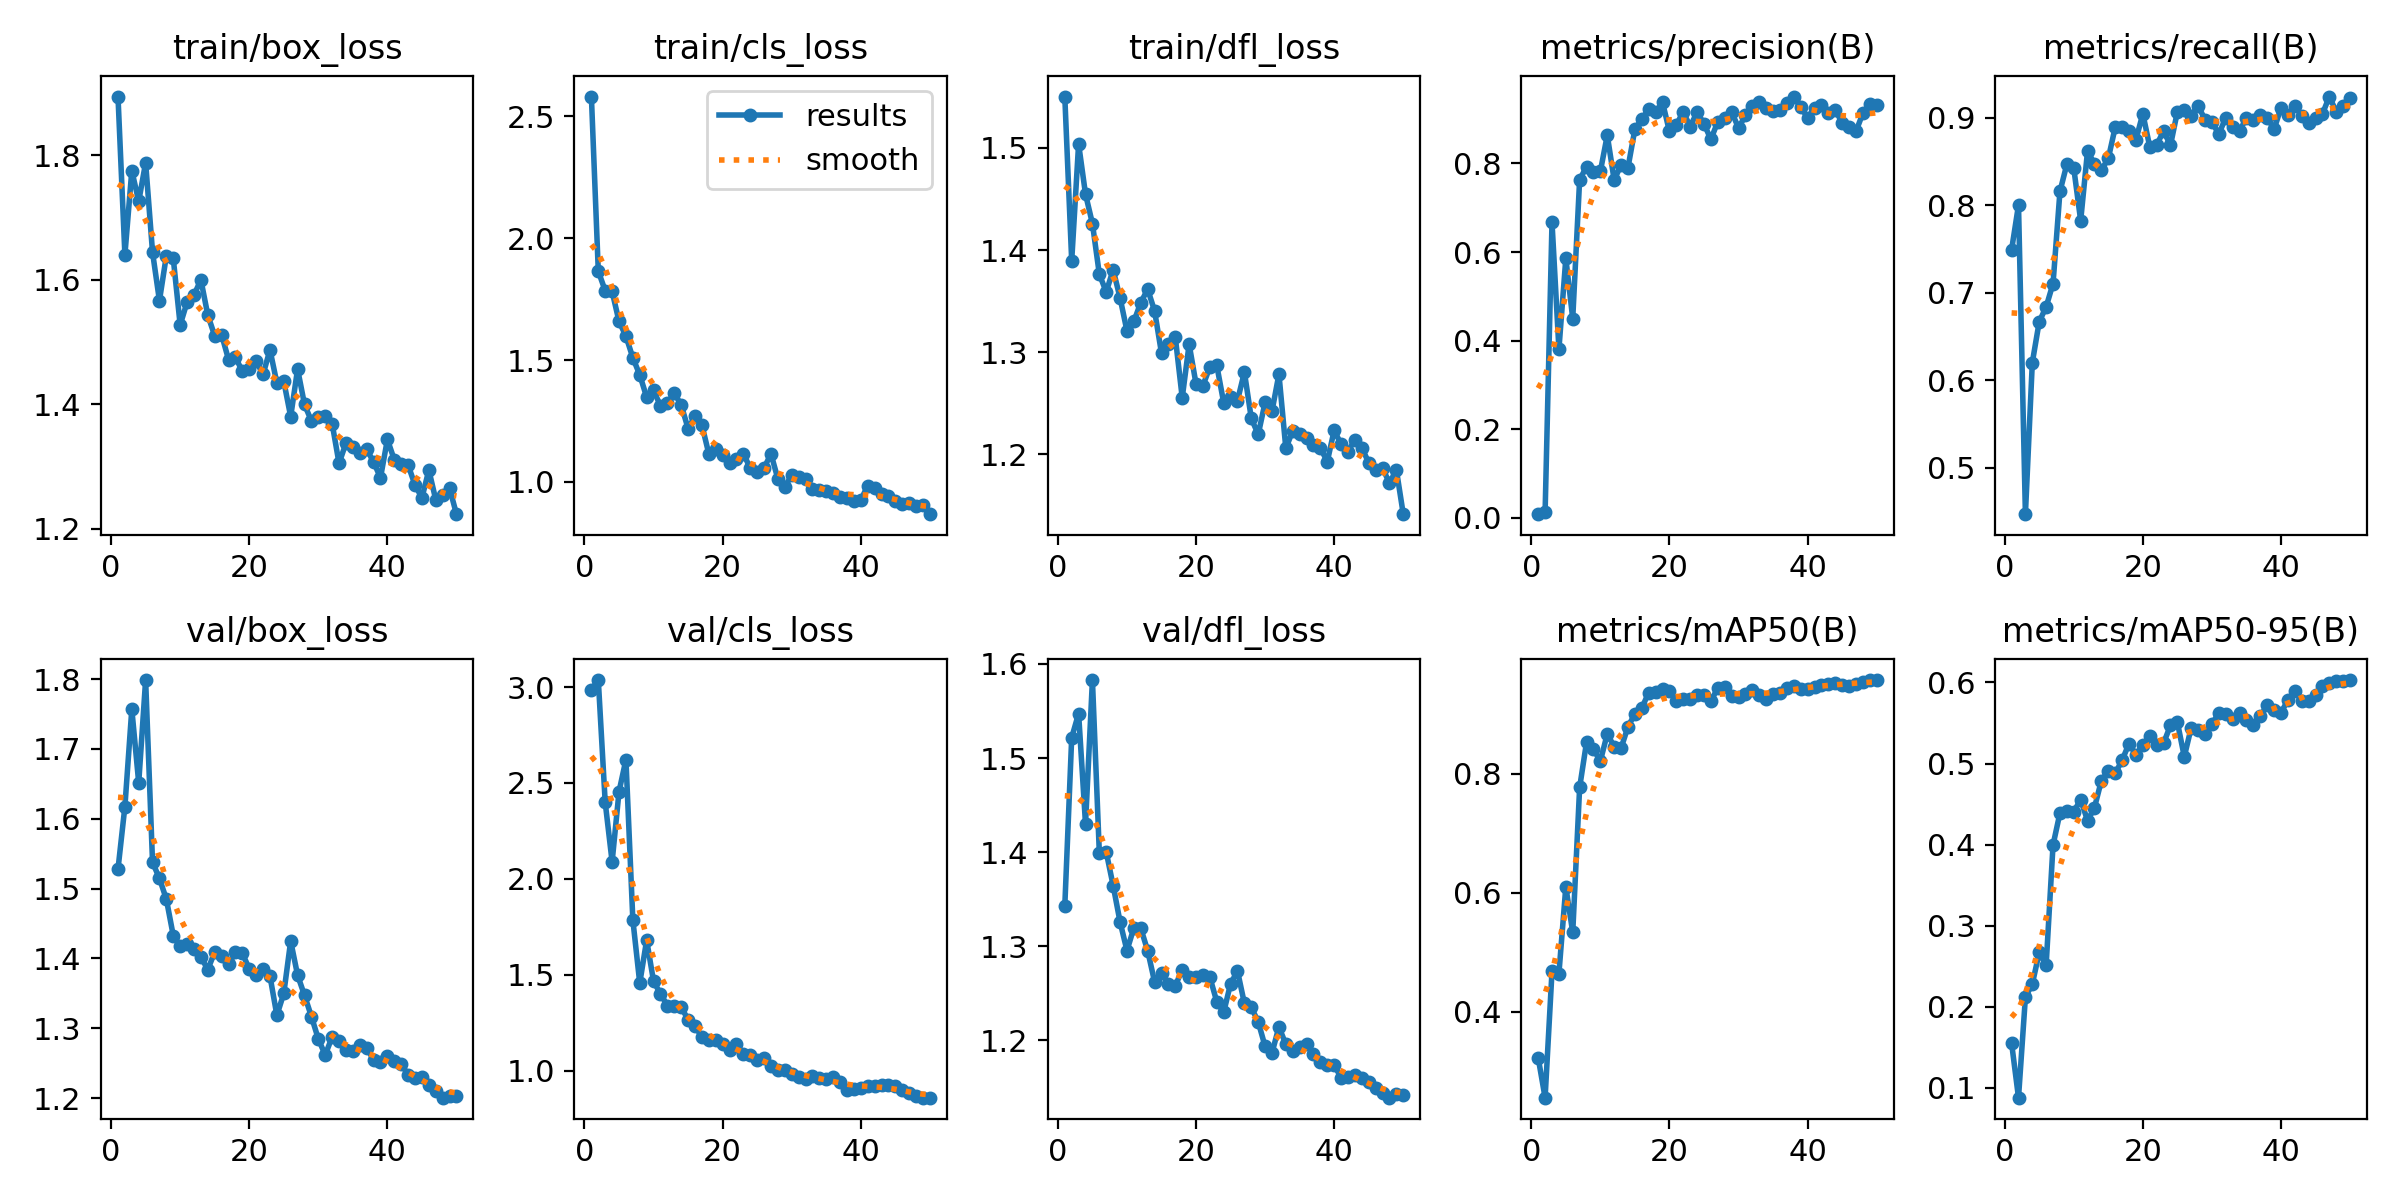 train/box_loss
1.8
1.6
1.4
1.2
0 20 40
train/cls_loss
results
smooth
2.5
2.0
1.5
1.0
0 20 40
train/dfl_loss
1.5
1.4
1.3
1.2
0 20 40
metrics/precision(B)
0.8
0.6
0.4
0.2
0.0
0 20 40
metrics/recall(B)
0.9
0.8
0.7
0.6
0.5
0 20 40
val/box_loss
1.8
1.7
1.6
1.5
1.4
1.3
1.2
0 20 40
val/cls_loss
3.0
2.5
2.0
1.5
1.0
0 20 40
val/dfl_loss
1.6
1.5
1.4
1.3
1.2
0 20 40
metrics/mAP50(B)
0.8
0.6
0.4
0 20 40
metrics/mAP50-95(B)
0.6
0.5
0.4
0.3
0.2
0.1
0 20 40